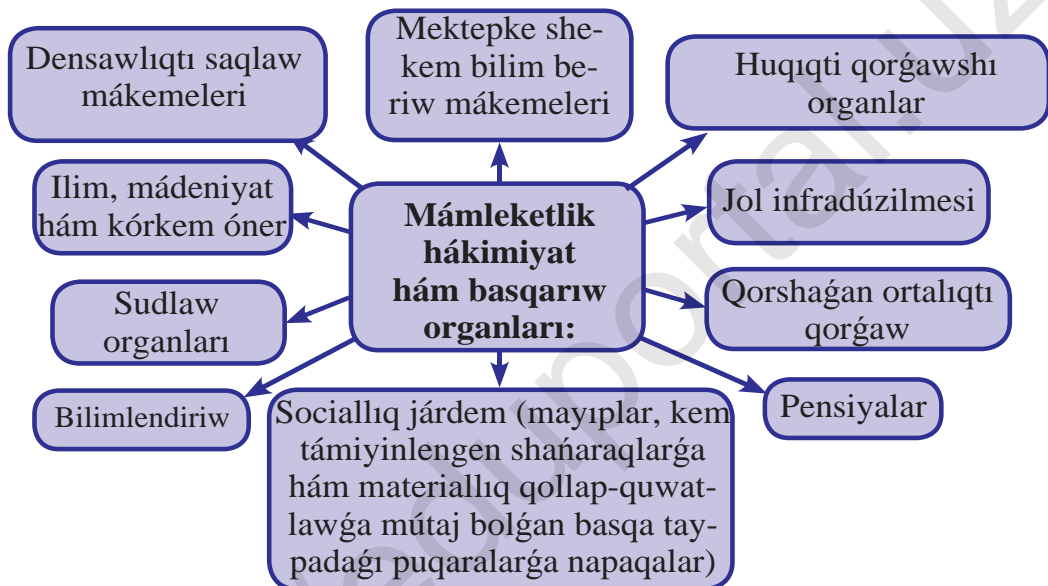 Densawlıqtı saqlaw
mákemeleri
Mektepke she-
kem bilim be-
riw mákemeleri
Huqıqti qorǵawshı
organlar
Ilim, mádeniyat
hám kórkem óner
Mámleketlik
hákimiyat
hám basqarıw
organları:
Jol infradúzilmesi
Sudlaw
organları
Qorshaǵan ortalıqtı
qorǵaw
Bilimlendiriw
Sociallıq járdem (mayıplar, kem
támiyinlengen shańaraqlarǵa
hám materiallıq qollap-quwat-
lawǵa mútaj bolǵan basqa tay-
padaǵı puqaralarǵa napaqalar)
Pensiyalar